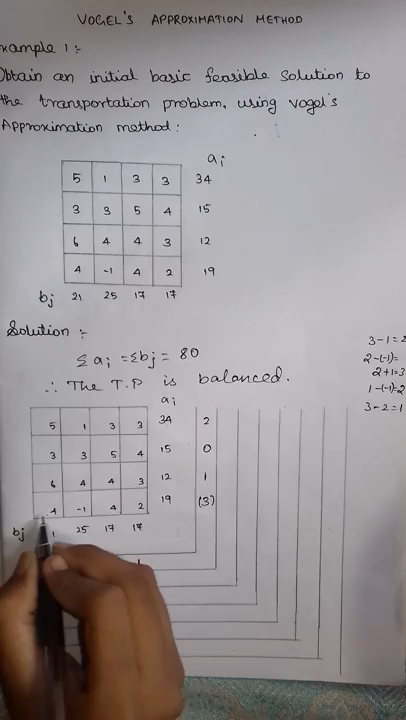 VOGEL'S APPROXIMATION METHOD
xample 1 :-
Obtain an initial basic feasible solution to
the transportation problem, using vogel's
Approximation method :
ai
5 1 3 3 34
3 3 5 4 15
6 4 4 3 12
4 -1 4 2 19
bj 21 25 17 17
Solution :-
Σai = Σbj = 80
∴ The T.P is balanced.
ai
5 1 3 3 34 2
3 3 5 4 15 0
6 4 4 3 12 1
4 -1 4 2 19 (3)
bj 1 25 17 17
3-1=2
2-(-1)=
2+1=3
1-(-1)=2
3-2=1